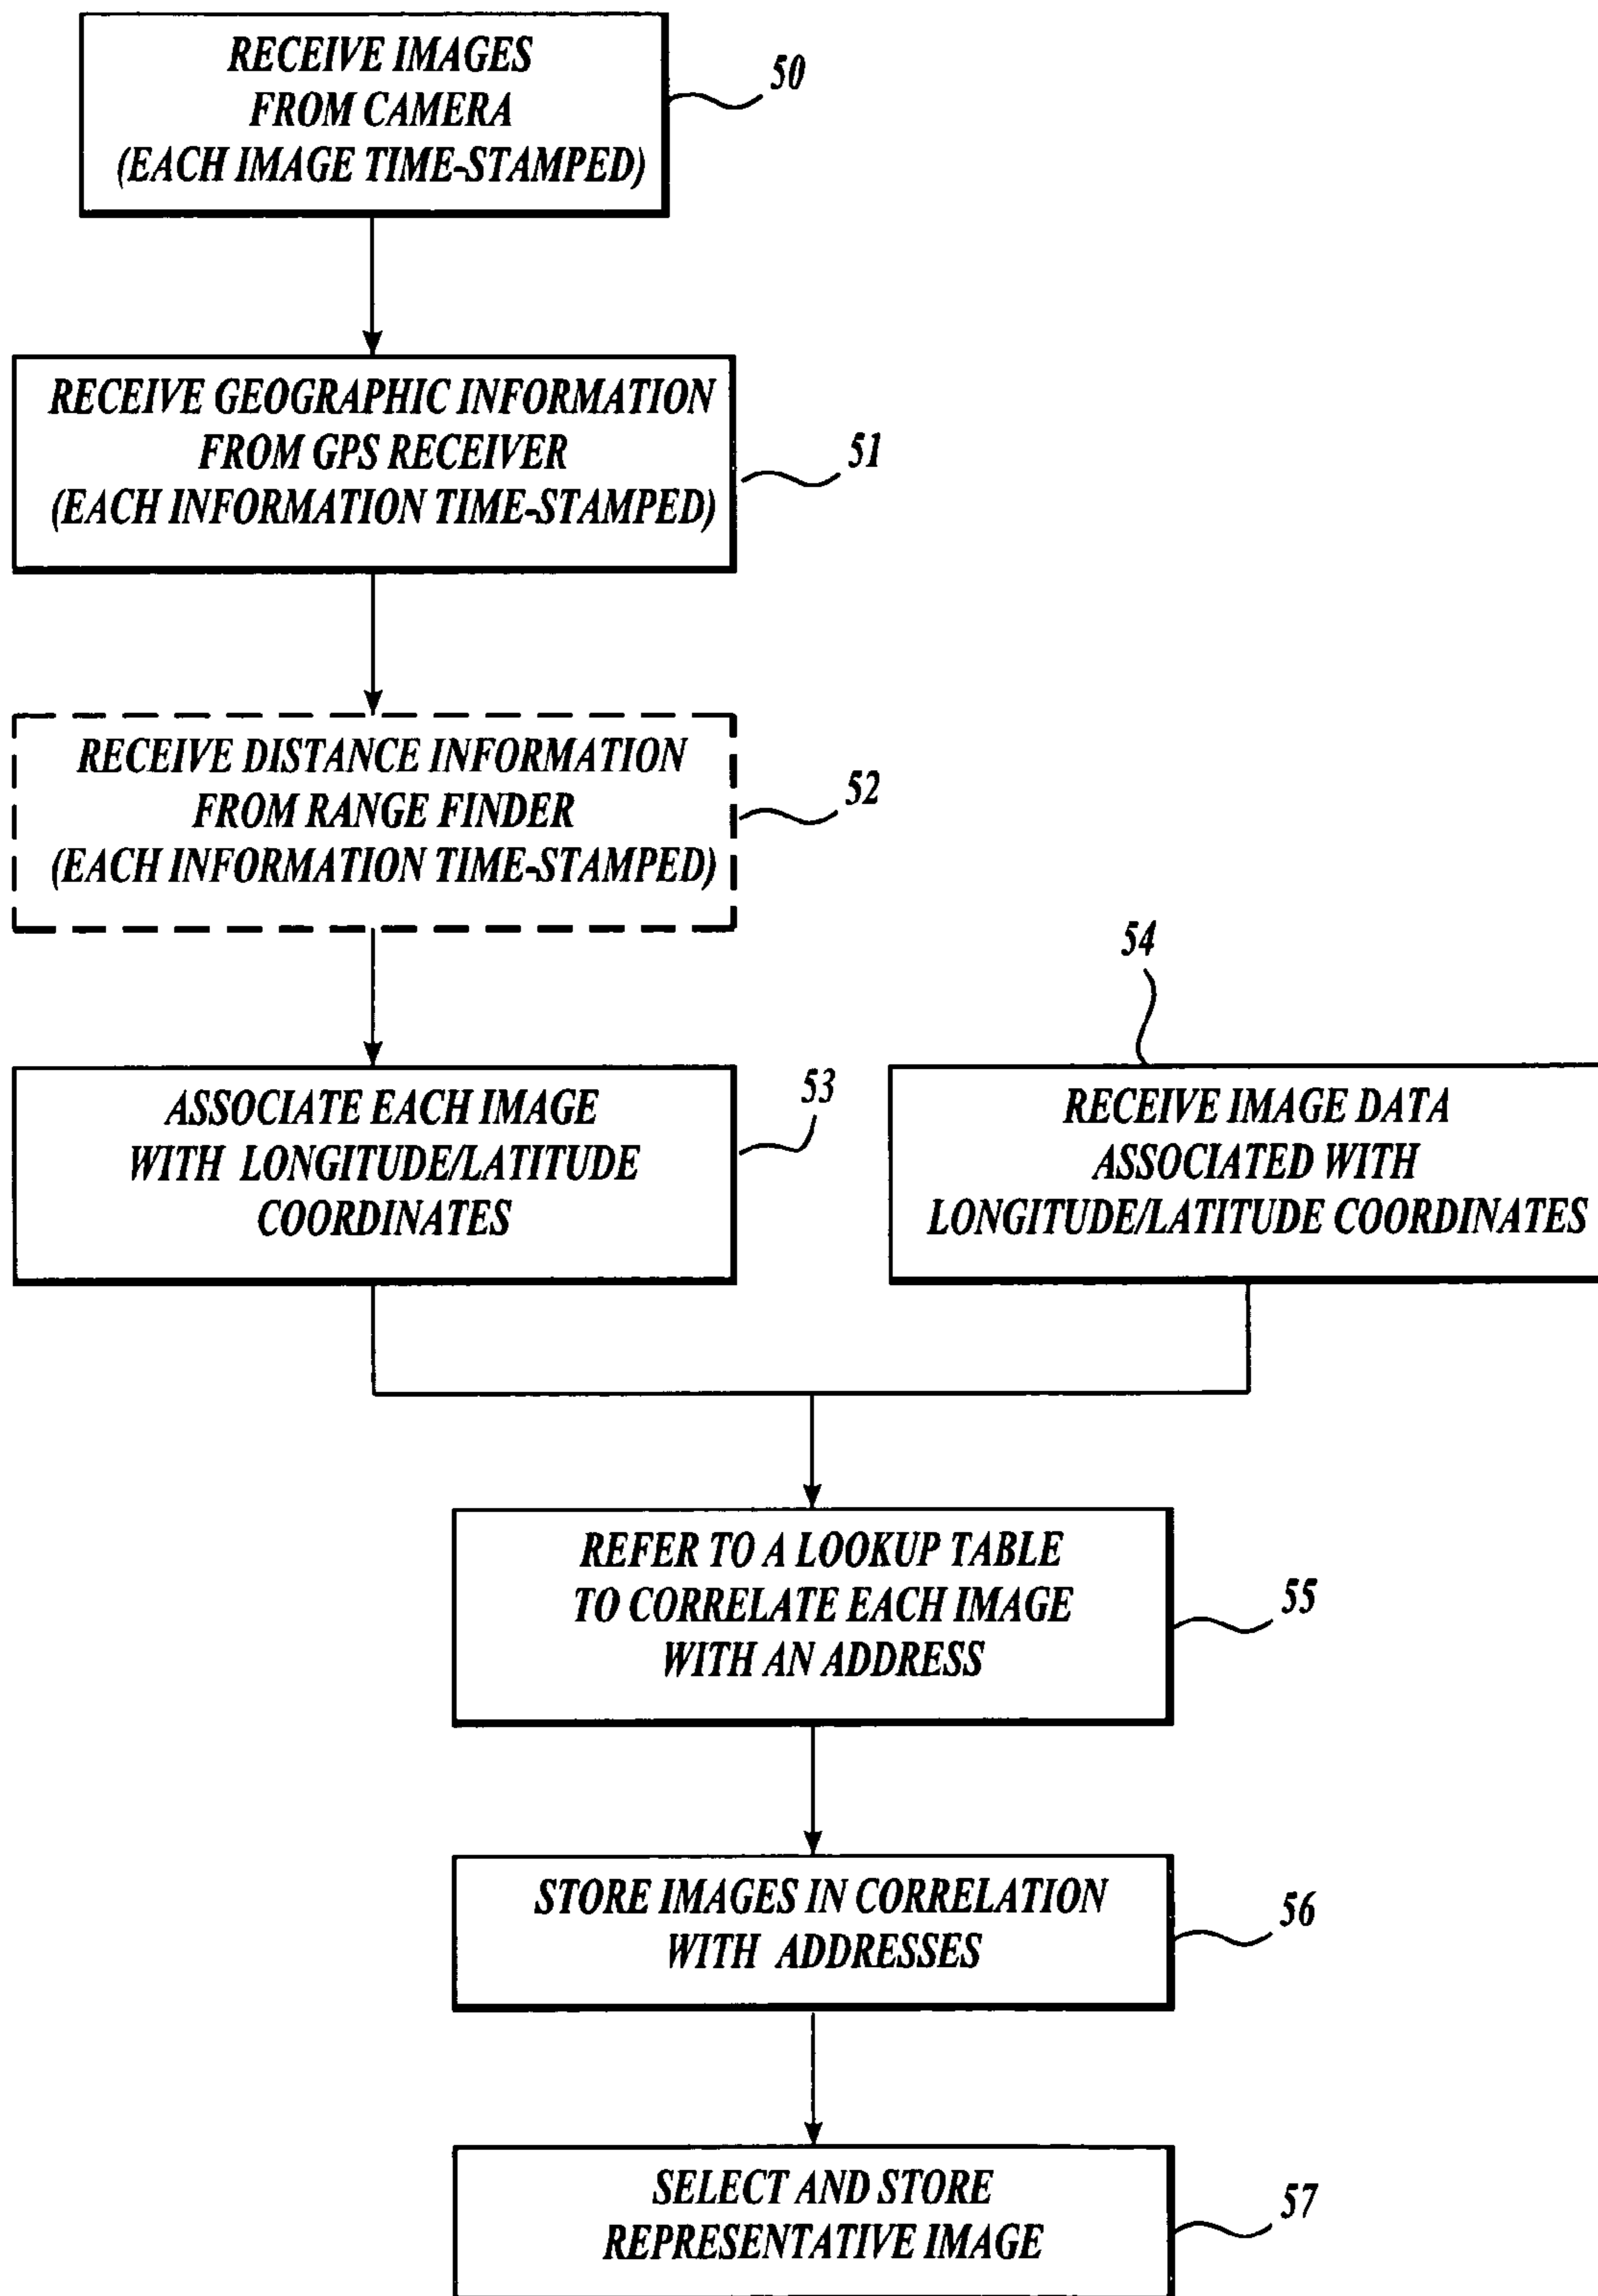 RECEIVE IMAGES
FROM CAMERA
(EACH IMAGE TIME-STAMPED)
50
RECEIVE GEOGRAPHIC INFORMATION
FROM GPS RECEIVER
(EACH INFORMATION TIME-STAMPED)
51
RECEIVE DISTANCE INFORMATION
FROM RANGE FINDER
(EACH INFORMATION TIME-STAMPED)
52
ASSOCIATE EACH IMAGE
WITH LONGITUDE/LATITUDE
COORDINATES
53
54
RECEIVE IMAGE DATA
ASSOCIATED WITH
LONGITUDE/LATITUDE COORDINATES
REFER TO A LOOKUP TABLE
TO CORRELATE EACH IMAGE
WITH AN ADDRESS
55
STORE IMAGES IN CORRELATION
WITH ADDRESSES
56
SELECT AND STORE
REPRESENTATIVE IMAGE
57